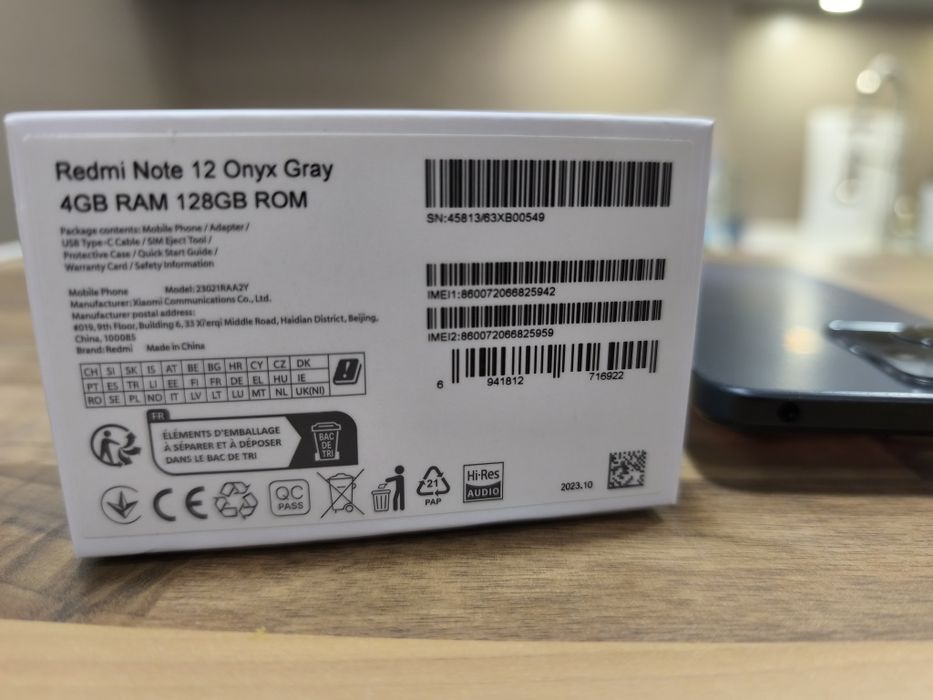 Redmi Note 12 Onyx Gray
4GB RAM 128GB ROM
Package contents: Mobile Phone / Adapter /
USB Type-C Cable / SIM Eject Tool /
Protective Case / Quick Start Guide /
Warranty Card / Safety Information
Mobile Phone Model: 23021RAA2Y
Manufacturer: Xiaomi Communications Co., Ltd.
Manufacturer postal address:
#019, 9th Floor, Building 6, 33 Xi'erqi Middle Road, Haidian District, Beijing,
China, 100085
Brand: Redmi Made in China
CH SI SK IS AT BE BG HR CY CZ DK
PT ES TR LI EE FI FR DE EL HU IE
RO SE PL NO IT LV LT LU MT NL UK(NI)
FR
ÉLÉMENTS D'EMBALLAGE
À SÉPARER ET À DÉPOSER
DANS LE BAC DE TRI
BAC
DE
TRI
CE
QC
PASS
21
PAP
Hi-Res
AUDIO
SN:45813/63XB00549
IMEI1:860072066825942
IMEI2:860072066825959
6 941812 716922
2023.10